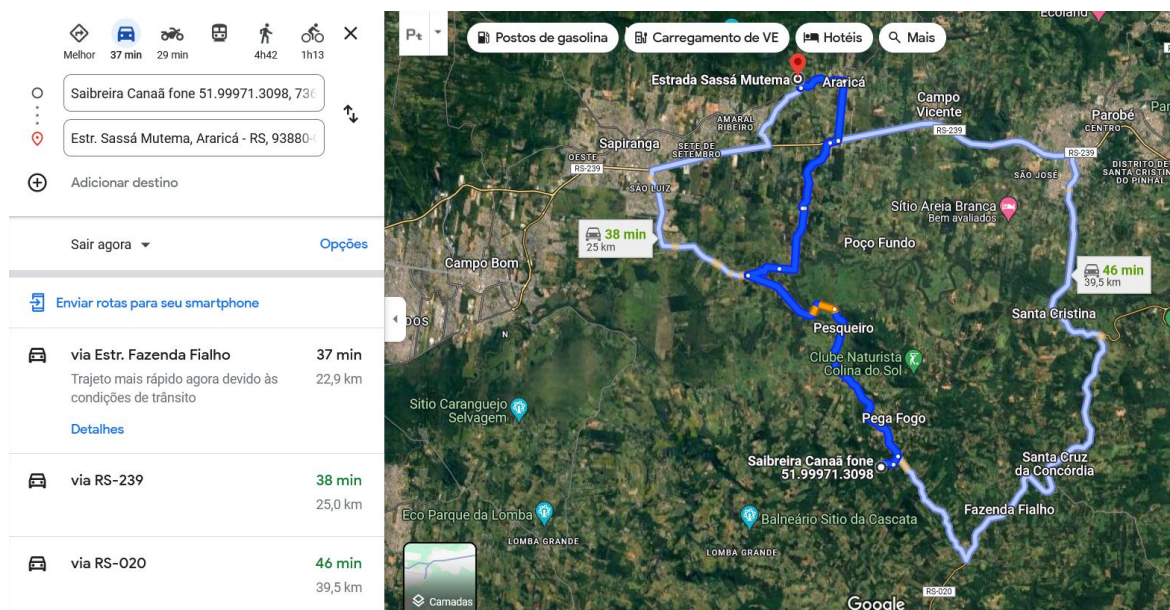 Melhor
37 min
29 min
4h42
1h13
Saibreira Canaã fone 51.99971.3098, 736
Estr. Sassá Mutema, Araricá - RS, 93880-
Adicionar destino
Sair agora
Opções
Enviar rotas para seu smartphone
via Estr. Fazenda Fialho
37 min
Trajeto mais rápido agora devido às
condições de trânsito
22,9 km
Detalhes
via RS-239
38 min
25,0 km
via RS-020
46 min
39,5 km
Postos de gasolina
Carregamento de VE
Hotéis
Mais
Ecoland
Estrada Sassá Mutema
Araricá
AMARAL
RIBEIRO
Campo
Vicente
RS-239
Parobé
CENTRO
Sapiranga
SETE DE
SETEMBRO
OESTE
RS-239
RS-239
DISTRITO DE
SANTA CRISTIN
DO PINHAL
SÃO JOSÉ
SÃO LUIZ
Sítio Areia Branca
Bem avaliados
38 min
25 km
Poço Fundo
Campo Bom
46 min
39,5 km
Santa Cristina
DOS
N
Pesqueiro
Clube Naturista
Colina do Sol
Sitio Caranguejo
Selvagem
Pega Fogo
Saibreira Canaã fone
51.99971.3098
Santa Cruz
da Concórdia
Eco Parque da Lomba
Balneário Sitio da Cascata
Fazenda Fialho
LOMBA GRANDE
LOMBA GRANDE
RS-020
Camadas
Google